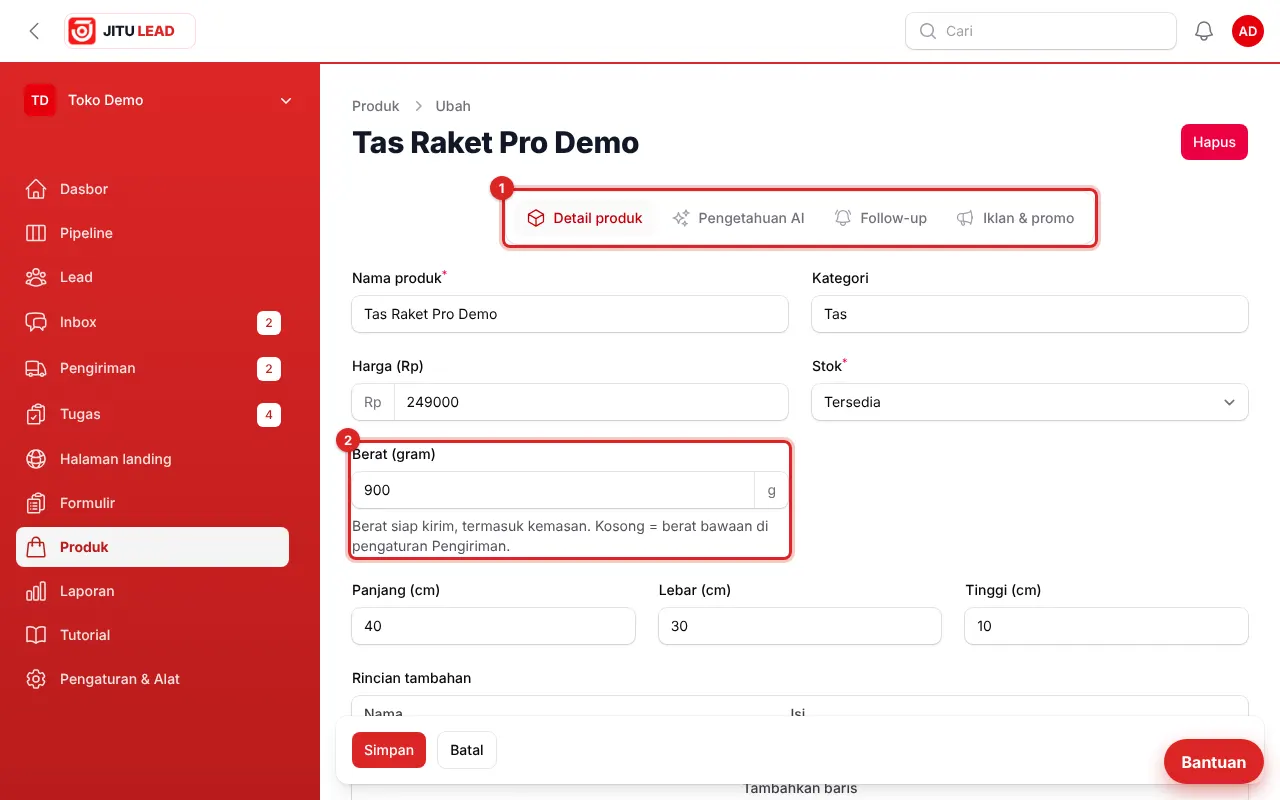 JITU LEAD
Cari
AD
TD
Toko Demo
Dasbor
Pipeline
Lead
Inbox
2
Pengiriman
2
Tugas
4
Halaman landing
Formulir
Produk
Laporan
Tutorial
Pengaturan & Alat
Produk > Ubah
Tas Raket Pro Demo
Hapus
1
Detail produk
Pengetahuan AI
Follow-up
Iklan & promo
Nama produk*
Kategori
Tas Raket Pro Demo
Tas
Harga (Rp)
Stok*
Rp 249000
Tersedia
2
Berat (gram)
900 g
Berat siap kirim, termasuk kemasan. Kosong = berat bawaan di
pengaturan Pengiriman.
Panjang (cm)
Lebar (cm)
Tinggi (cm)
40
30
10
Rincian tambahan
Nama
Isi
Simpan
Batal
Bantuan
Tambahkan baris